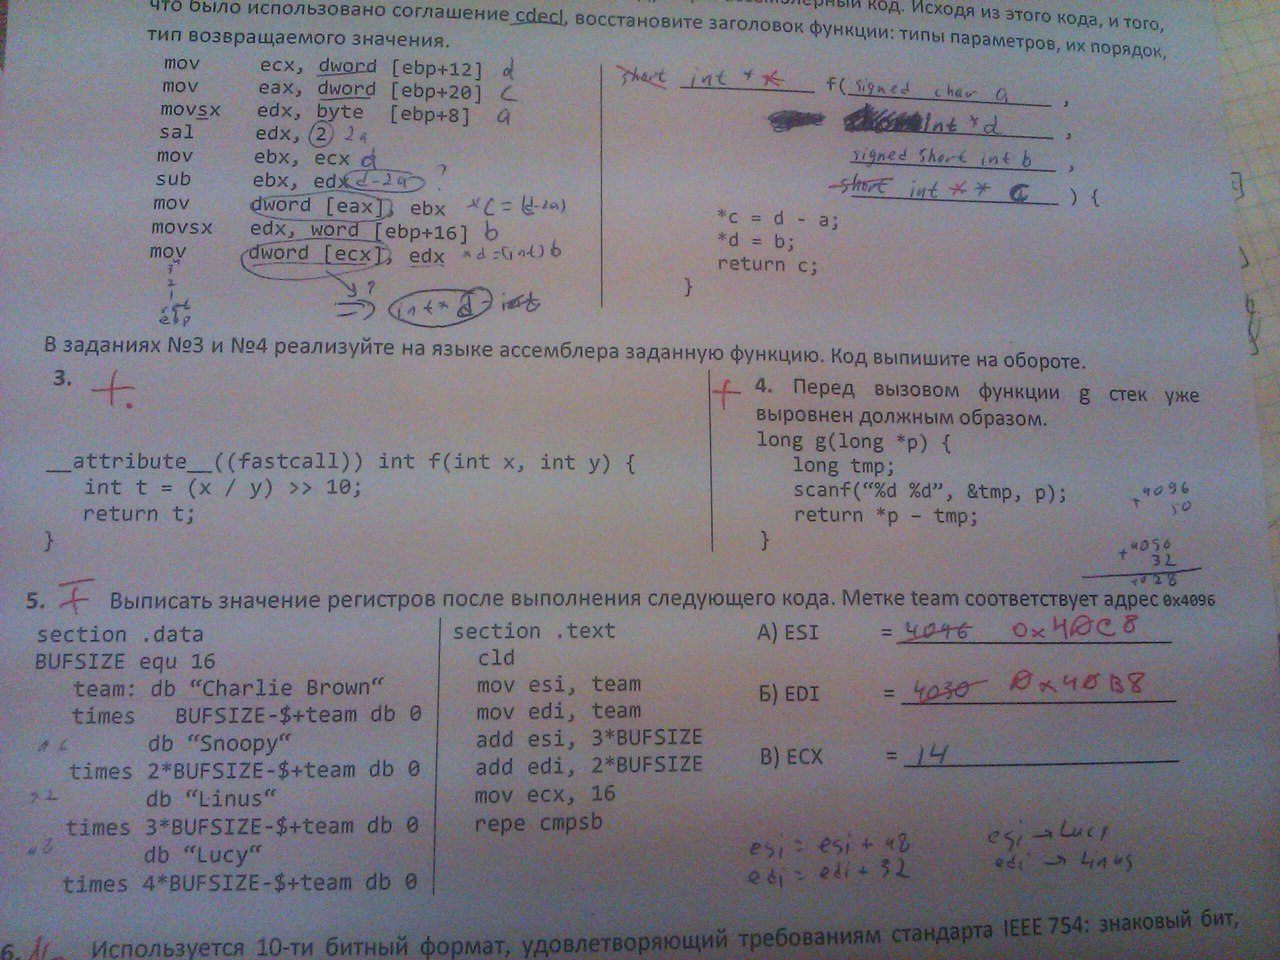 что было использовано соглашение cdecl, восстановите заголовок функции: типы параметров, их порядок,
код. Исходя из этого кода, и того,
тип возвращаемого значения.
mov ecx, dword [ebp+12] d
mov eax, dword [ebp+20] c
movsx edx, byte [ebp+8] a
sal edx, 2 2a
mov ebx, ecx d
sub ebx, edx d-2a ?
mov dword [eax], ebx *c = (d-2a)
movsx edx, word [ebp+16] b
mov dword [ecx], edx *d=(int)b
3
2
1
ret
ebp
?
=> int* d - int
short int * * f( signed char a ,
int *d ,
signed short int b ,
short int * * c ) {
*c = d - a;
*d = b;
return c;
}
В заданиях №3 и №4 реализуйте на языке ассемблера заданную функцию. Код выпишите на обороте.
3. +.
__attribute__((fastcall)) int f(int x, int y) {
int t = (x / y) >> 10;
return t;
}
+ 4. Перед вызовом функции g стек уже
выровнен должным образом.
long g(long *p) {
long tmp;
scanf(“%d %d”, &tmp, p);
return *p - tmp;
}
+ 4096
50
+ 4096
32
5. Выписать значение регистров после выполнения следующего кода. Метке team соответствует адрес 0x4096
section .data
BUFSIZE equ 16
team: db “Charlie Brown“
times BUFSIZE-$+team db 0
db “Snoopy“
times 2*BUFSIZE-$+team db 0
db “Linus“
times 3*BUFSIZE-$+team db 0
db “Lucy“
times 4*BUFSIZE-$+team db 0
section .text
cld
mov esi, team
mov edi, team
add esi, 3*BUFSIZE
add edi, 2*BUFSIZE
mov ecx, 16
repe cmpsb
А) ESI = 4096 0x40C8
Б) EDI = 4030 0x40B8
В) ECX = 14
esi = esi + 48
edi = edi + 32
esi → Lucy
edi → Linus
6. Используется 10-ти битный формат, удовлетворяющий требованиям стандарта IEEE 754: знаковый бит,